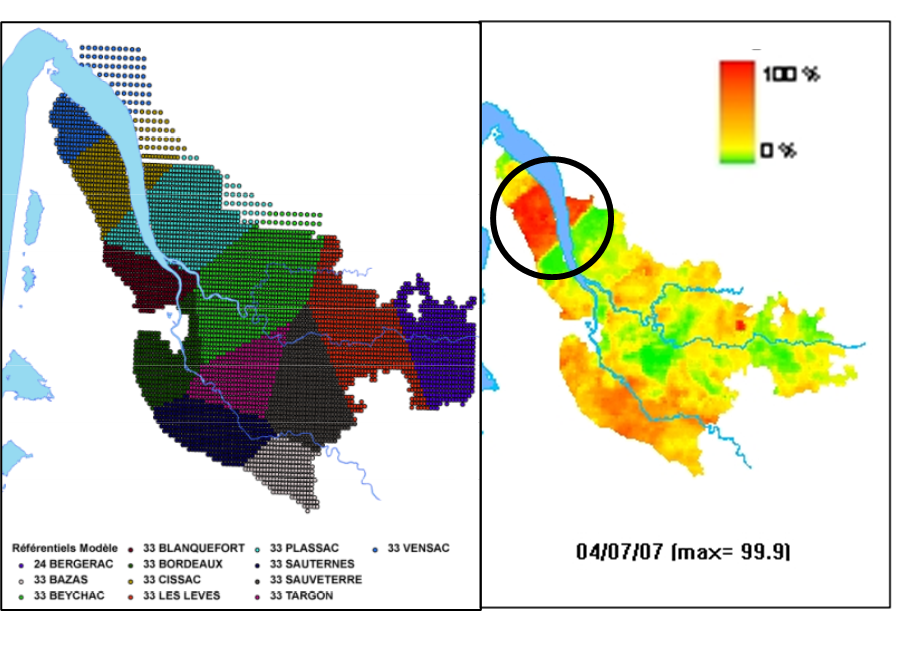 Référentiels Modèle
24 BERGERAC
33 BAZAS
33 BEYCHAC
33 BLANQUEFORT
33 BORDEAUX
33 CISSAC
33 LES LEVES
33 PLASSAC
33 SAUTERNES
33 SAUVETERRE
33 TARGON
33 VENSAC
100 %
0 %
04/07/07 (max= 99.9)